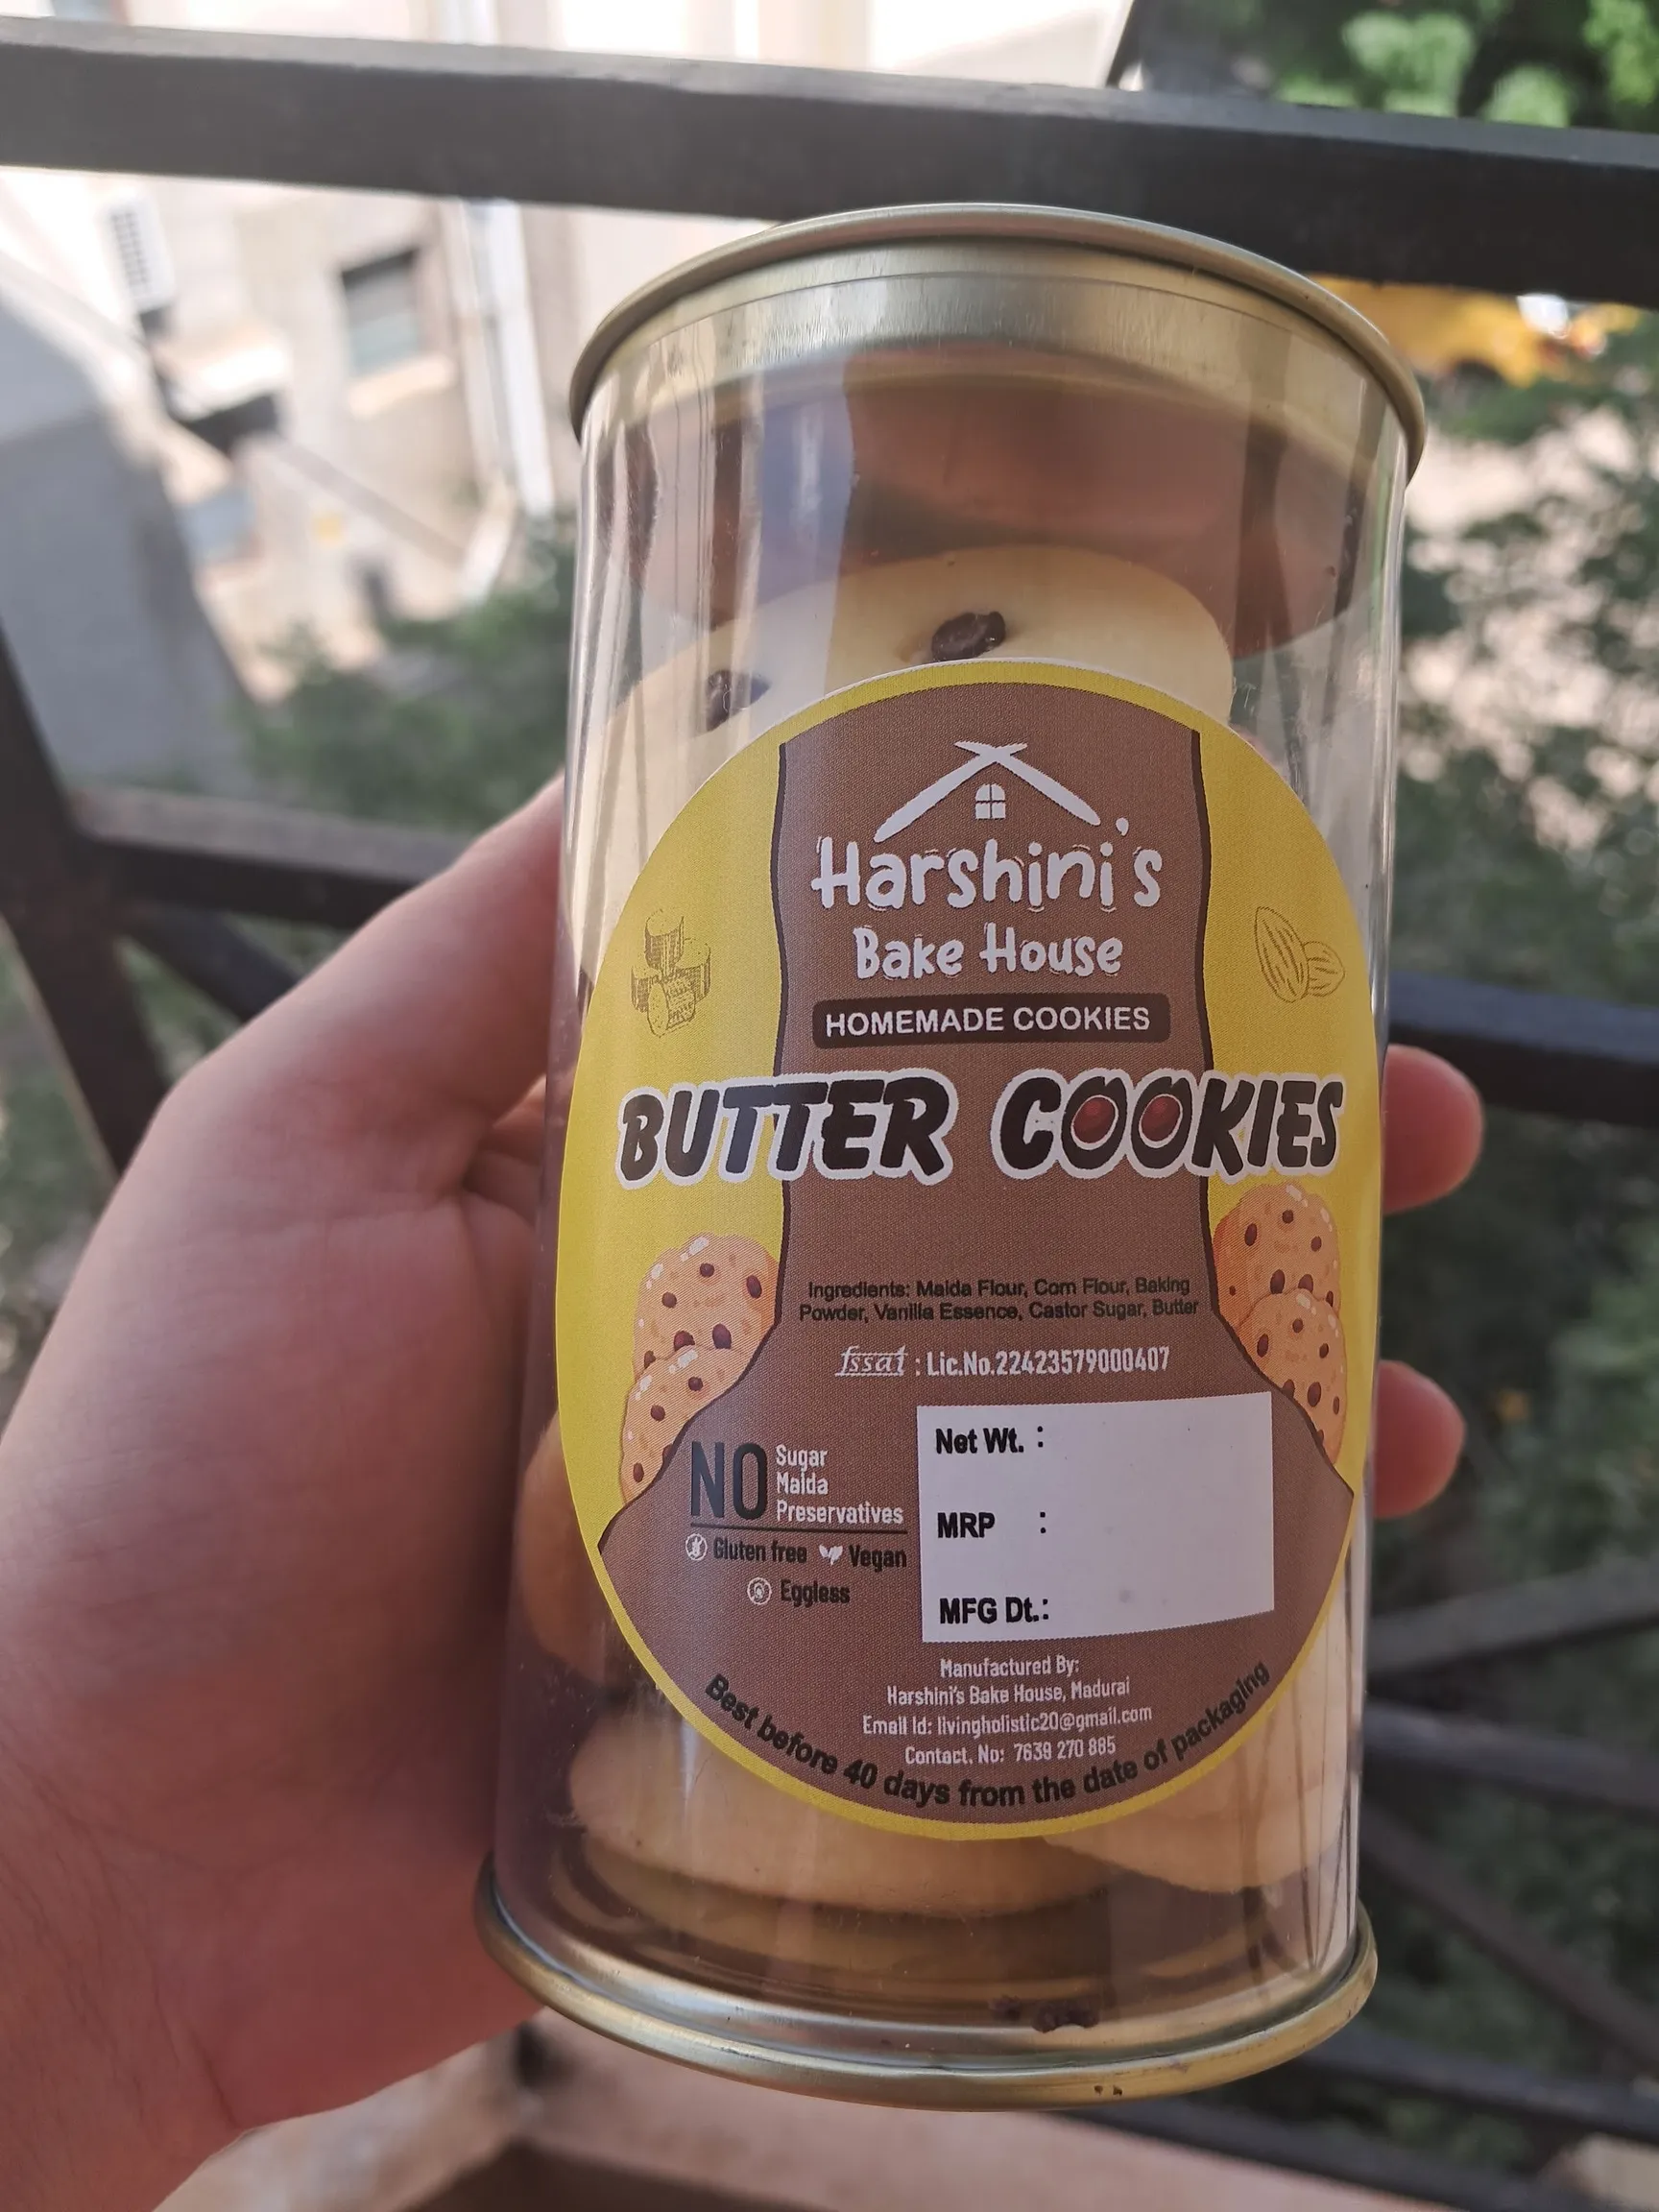 Harshini's
Bake House
HOMEMADE COOKIES
BUTTER COOKIES
Ingredients: Maida Flour, Corn Flour, Baking
Powder, Vanilla Essence, Castor Sugar, Butter
fssai : Lic.No.22423579000407
NO Sugar
Maida
Preservatives
Gluten free Vegan
Eggless
Net Wt. :
MRP :
MFG Dt.:
Manufactured By:
Harshini's Bake House, Madurai
Email Id: livingholistic20@gmail.com
Contact. No: 7639 270 885
Best before 40 days from the date of packaging